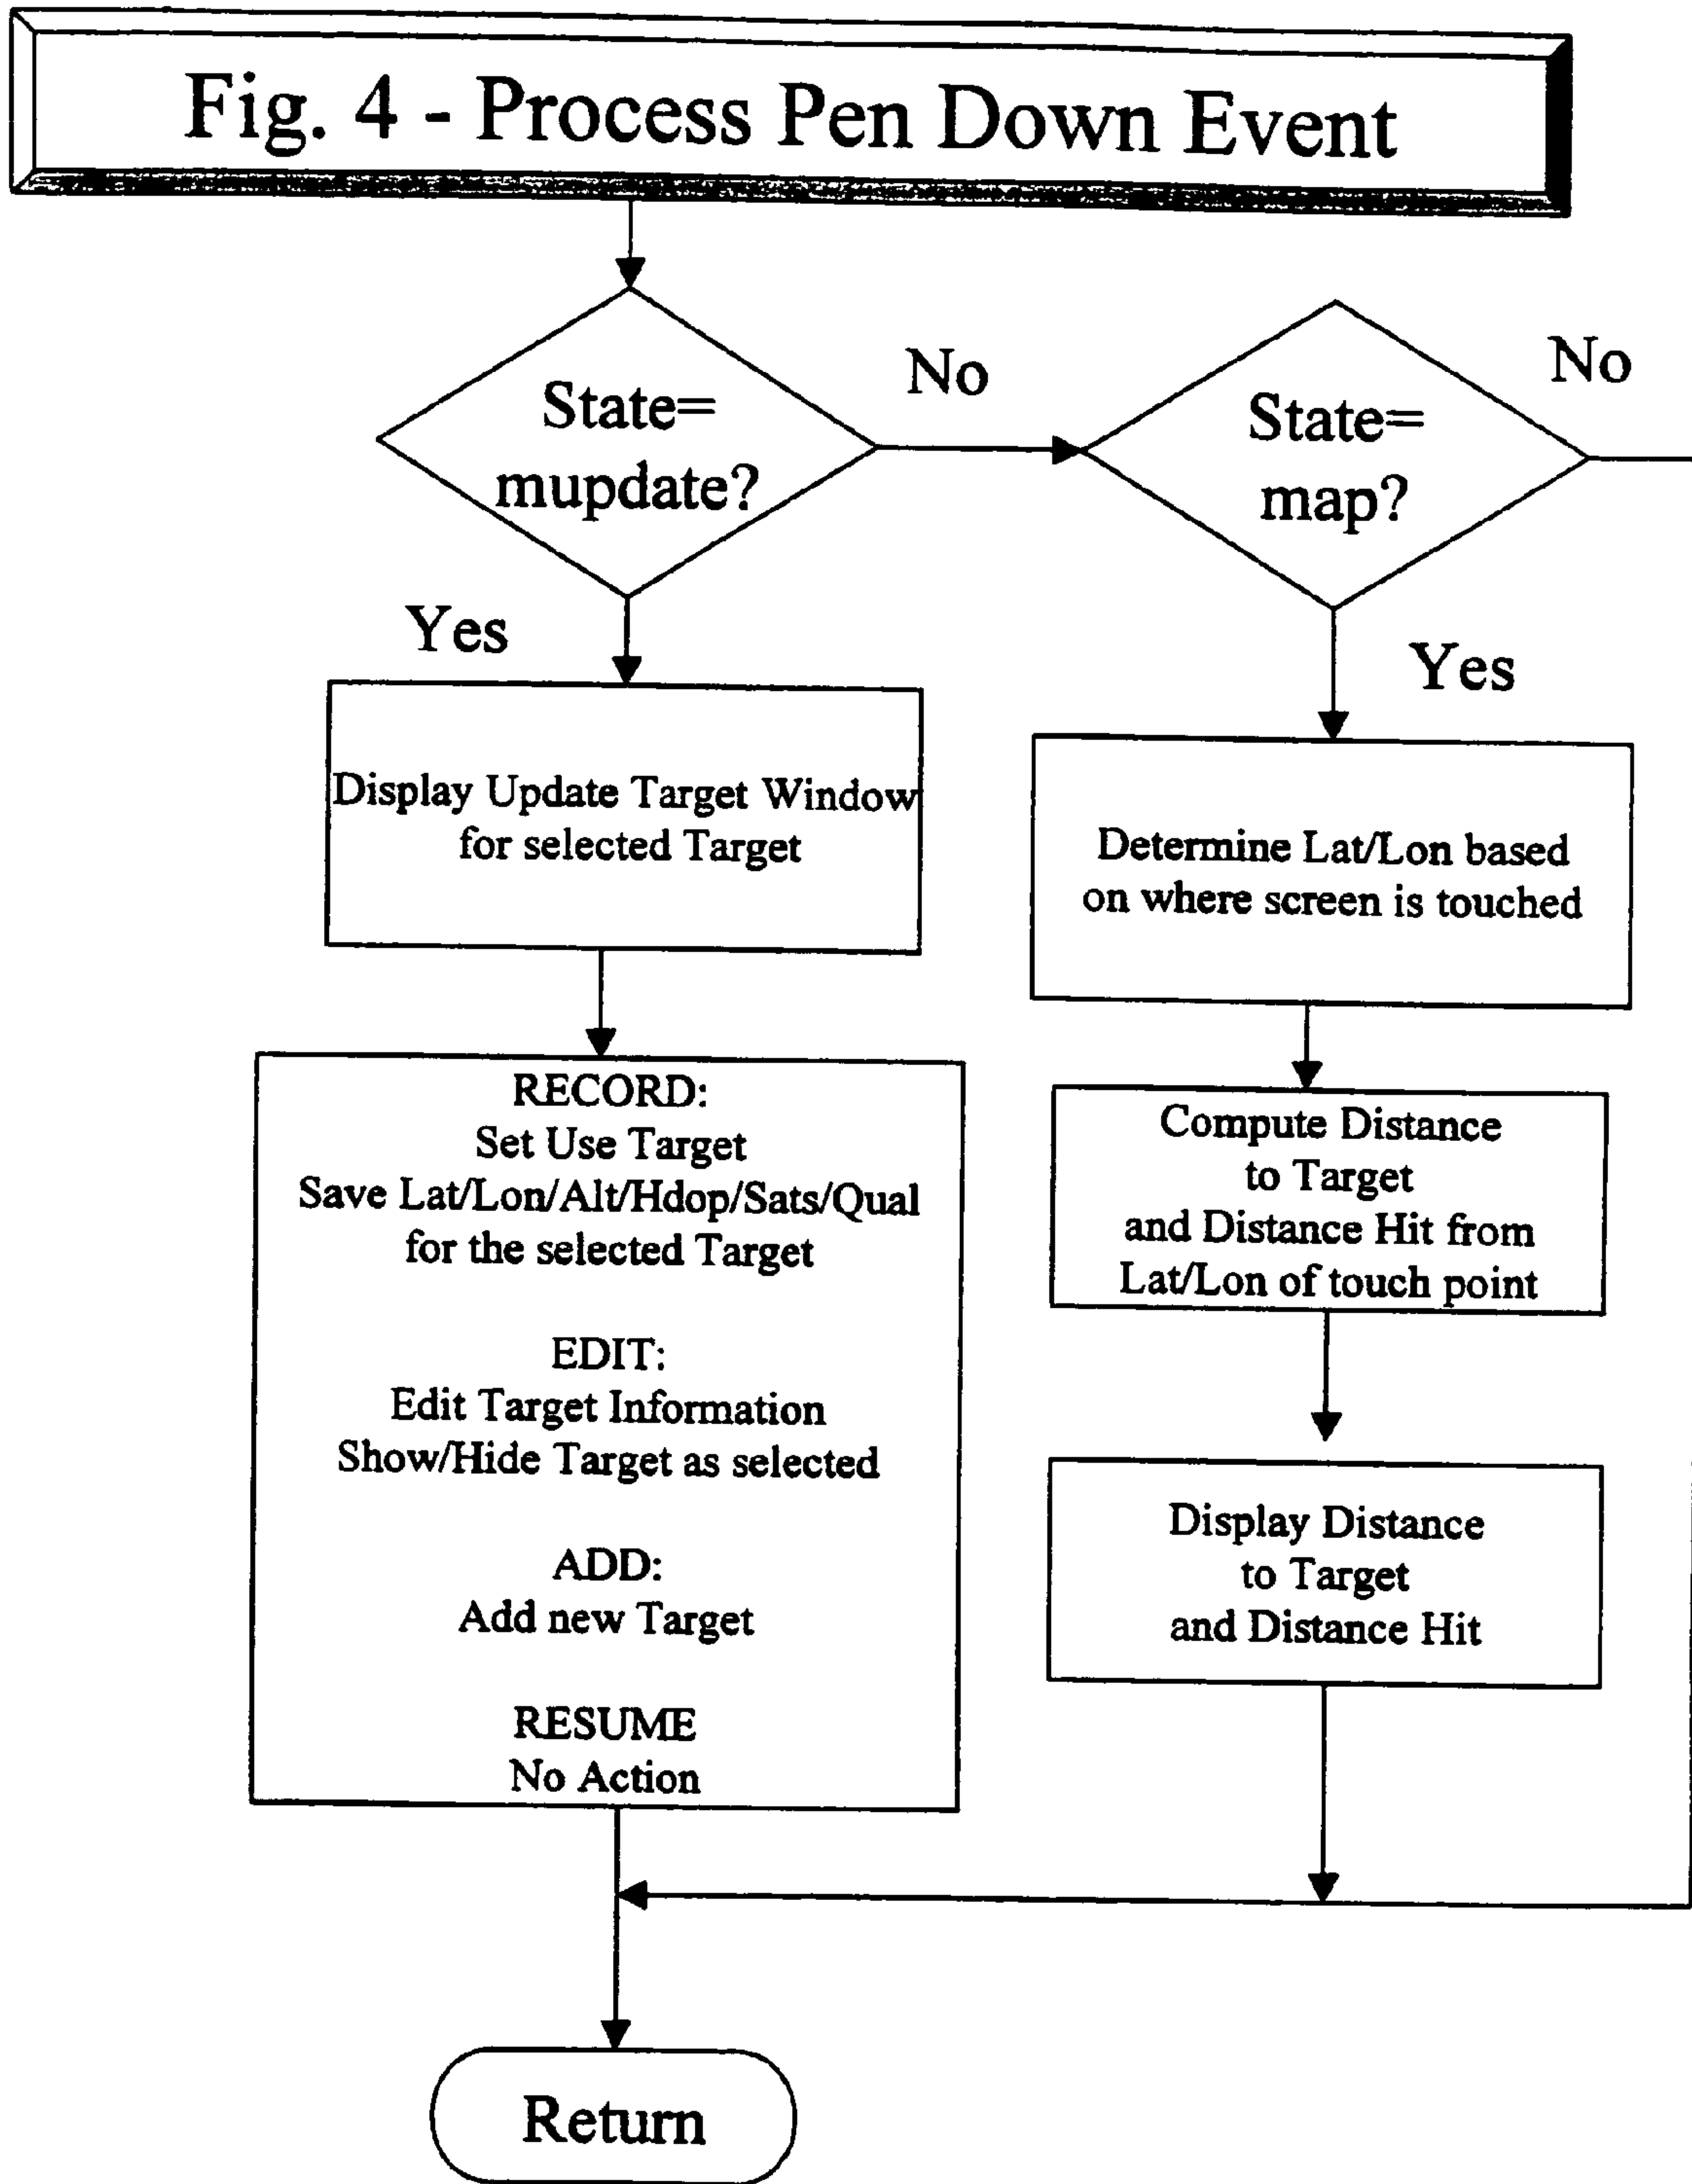 Fig. 4 - Process Pen Down Event
State=
mupdate?
No
State=
map?
No
Yes
Yes
Display Update Target Window
for selected Target
Determine Lat/Lon based
on where screen is touched
RECORD:
Set Use Target
Save Lat/Lon/Alt/Hdop/Sats/Qual
for the selected Target
EDIT:
Edit Target Information
Show/Hide Target as selected
ADD:
Add new Target
RESUME
No Action
Compute Distance
to Target
and Distance Hit from
Lat/Lon of touch point
Display Distance
to Target
and Distance Hit
Return